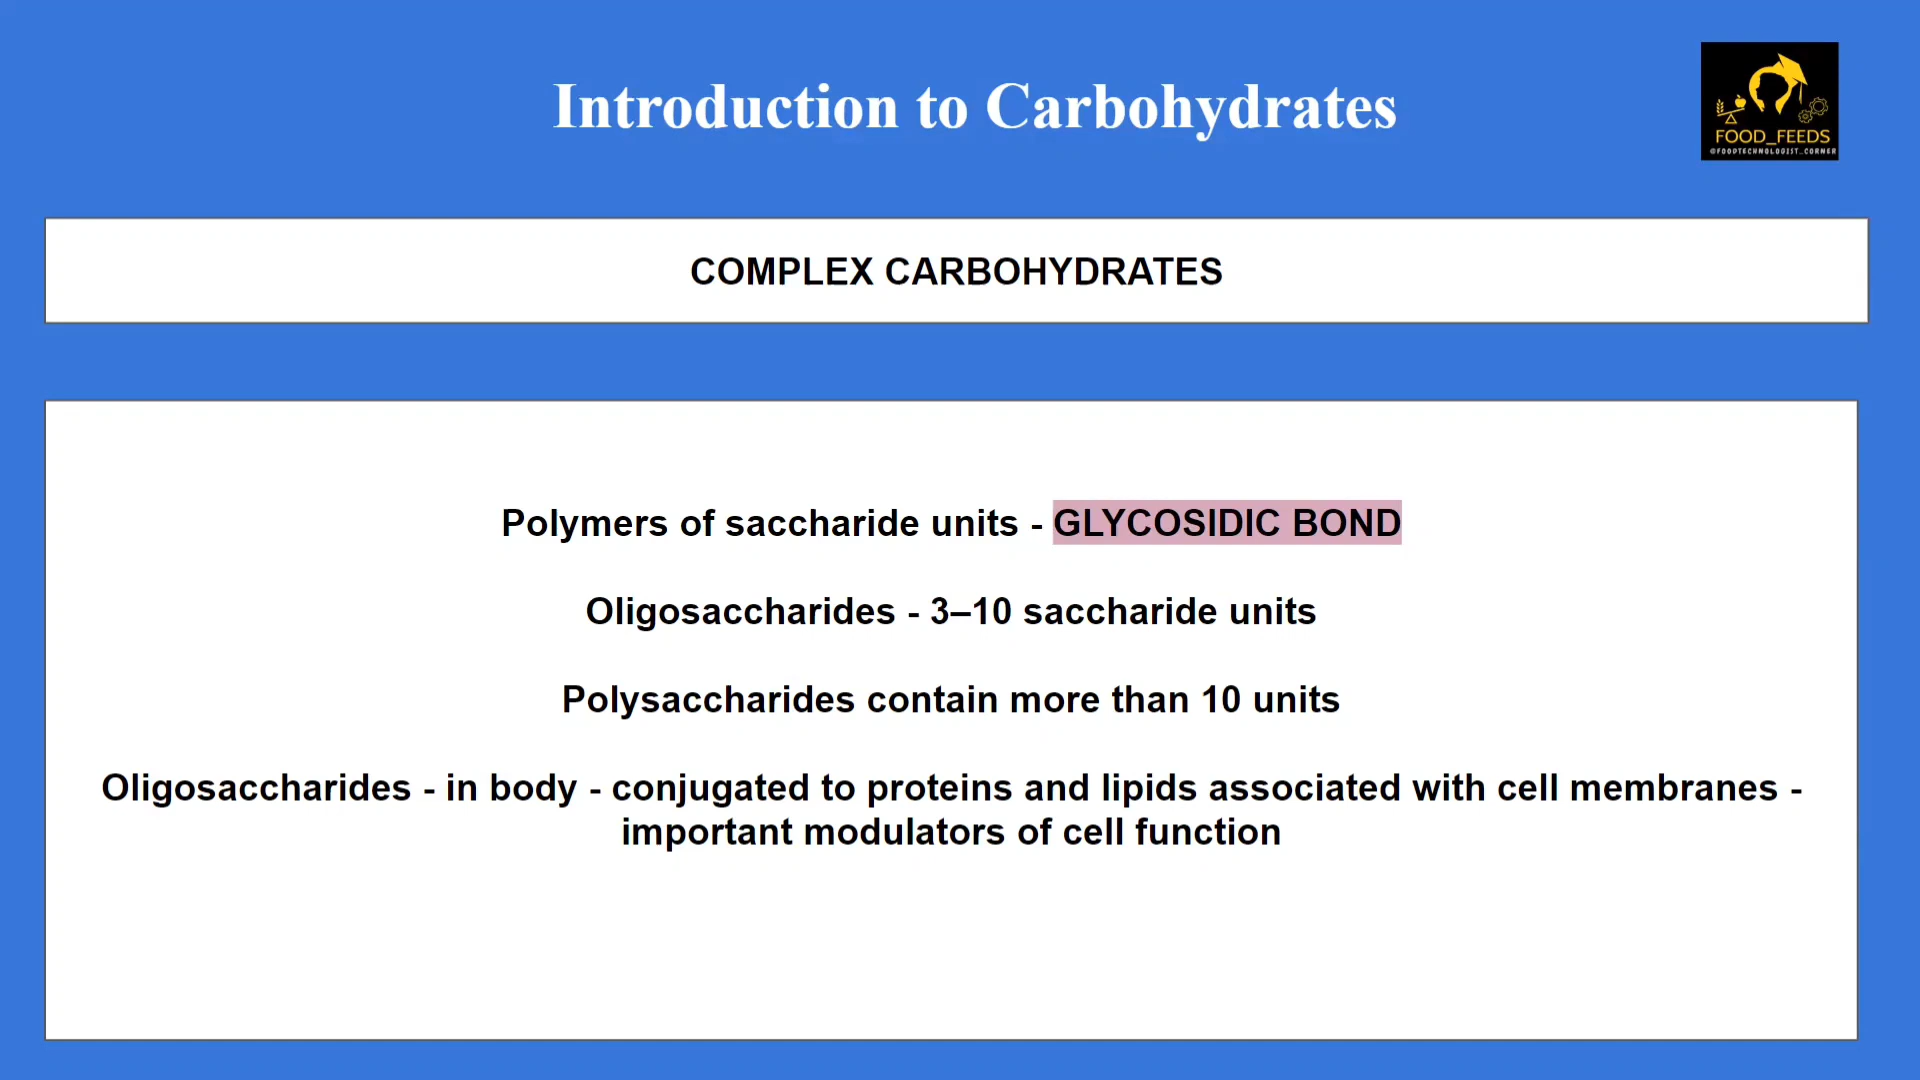 Introduction to Carbohydrates
FOOD_FEEDS
@FOODTECHNOLOGIST_CORNER
COMPLEX CARBOHYDRATES
Polymers of saccharide units - GLYCOSIDIC BOND
Oligosaccharides - 3–10 saccharide units
Polysaccharides contain more than 10 units
Oligosaccharides - in body - conjugated to proteins and lipids associated with cell membranes -
important modulators of cell function